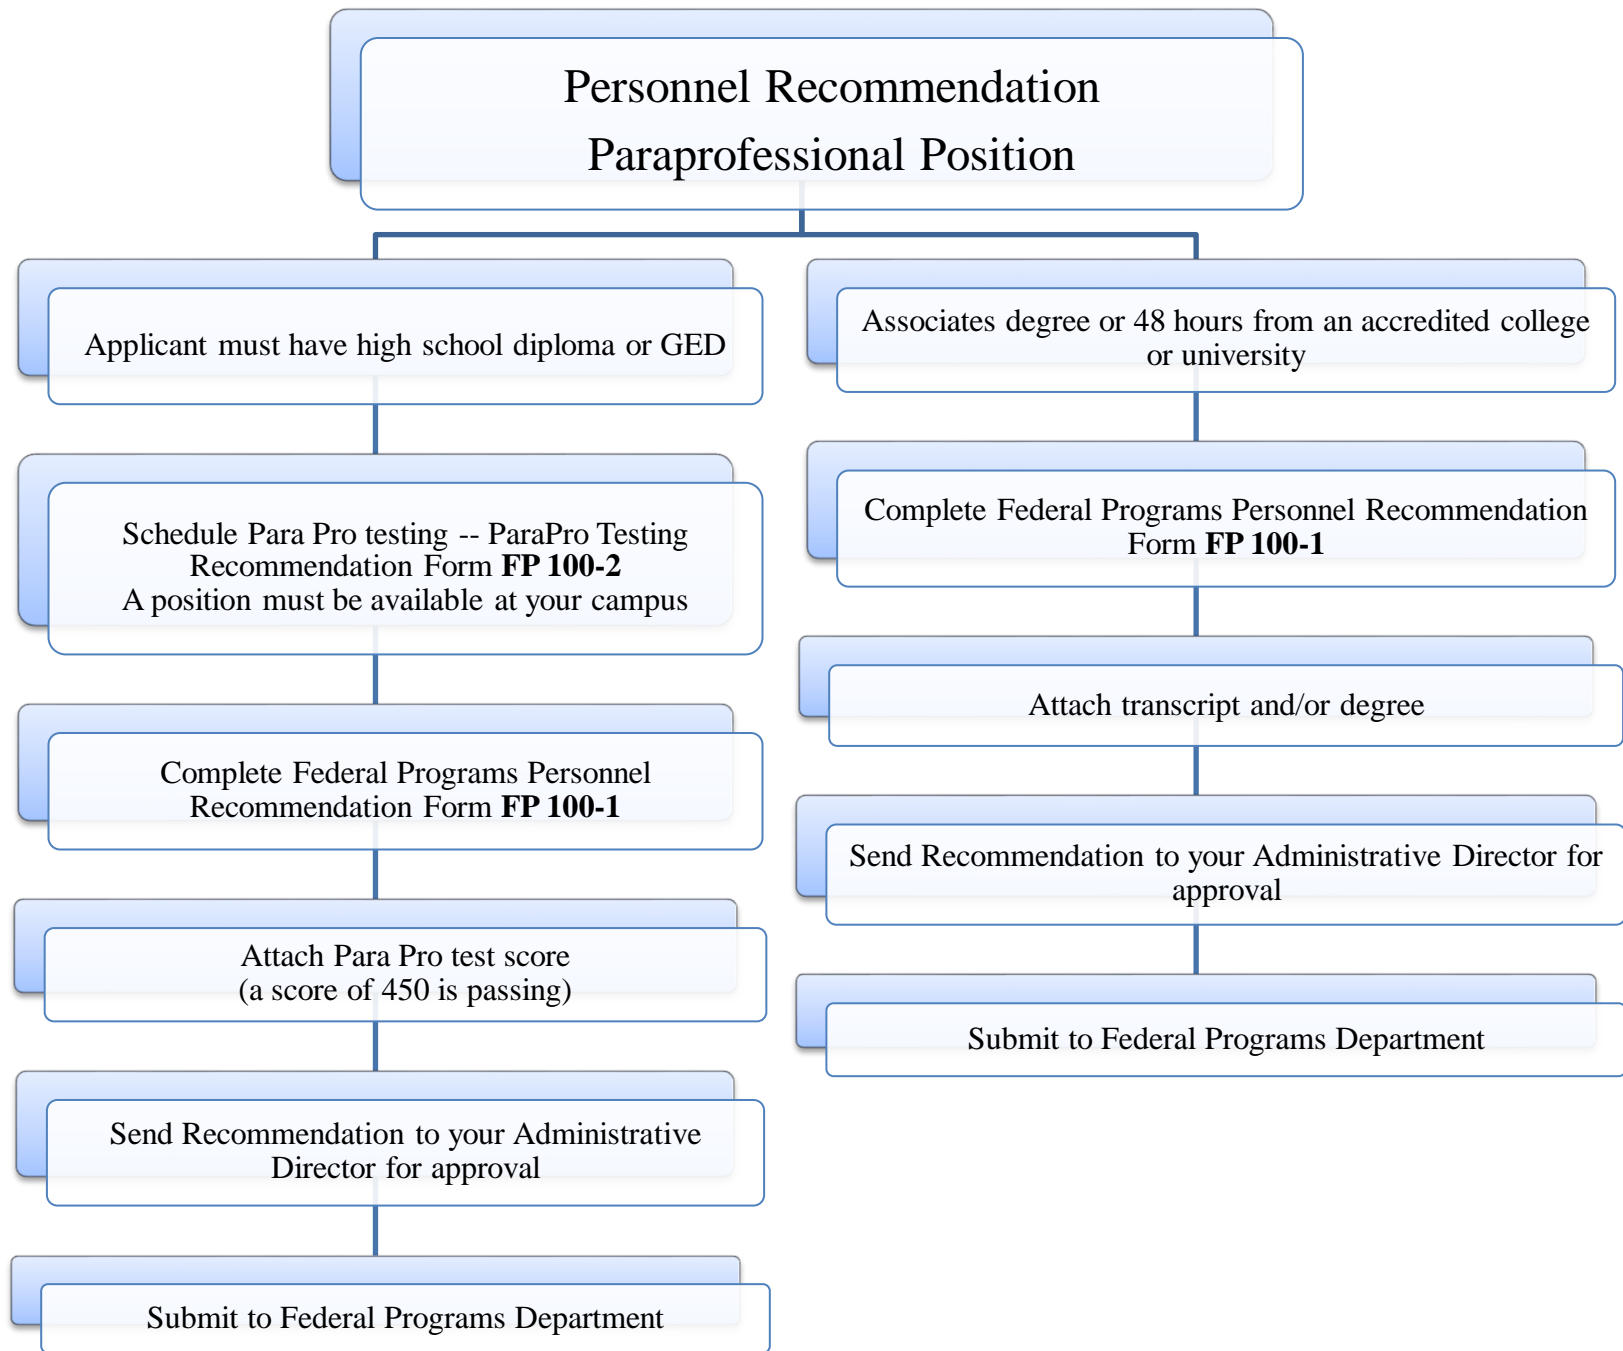 Personnel Recommendation
Paraprofessional Position
Applicant must have high school diploma or GED
Schedule Para Pro testing -- ParaPro Testing
Recommendation Form FP 100-2
A position must be available at your campus
Complete Federal Programs Personnel
Recommendation Form FP 100-1
Attach Para Pro test score
(a score of 450 is passing)
Send Recommendation to your Administrative
Director for approval
Submit to Federal Programs Department
Associates degree or 48 hours from an accredited college
or university
Complete Federal Programs Personnel Recommendation
Form FP 100-1
Attach transcript and/or degree
Send Recommendation to your Administrative Director for
approval
Submit to Federal Programs Department